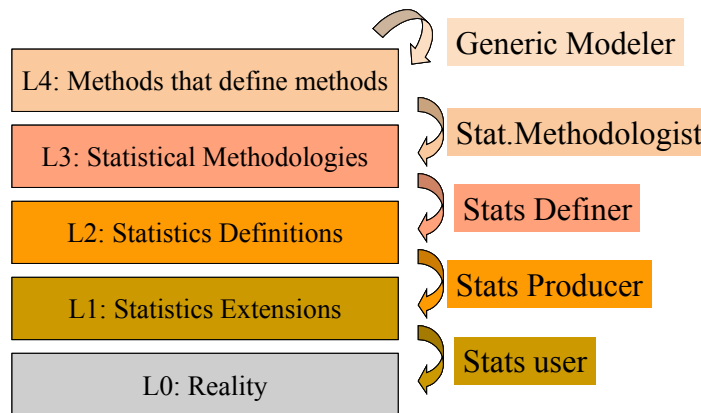 Generic Modeler
L4: Methods that define methods
Stat.Methodologist
L3: Statistical Methodologies
Stats Definer
L2: Statistics Definitions
Stats Producer
L1: Statistics Extensions
Stats user
L0: Reality